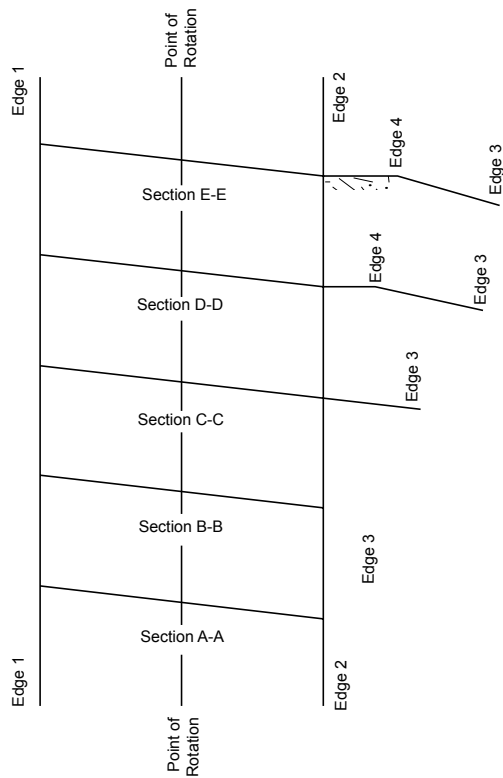 Edge 1
Point of
Rotation
Edge 2
Edge 4
Edge 3
Section E-E
Edge 4
Edge 3
Section D-D
Edge 3
Section C-C
Section B-B
Edge 3
Section A-A
Edge 1
Point of
Rotation
Edge 2